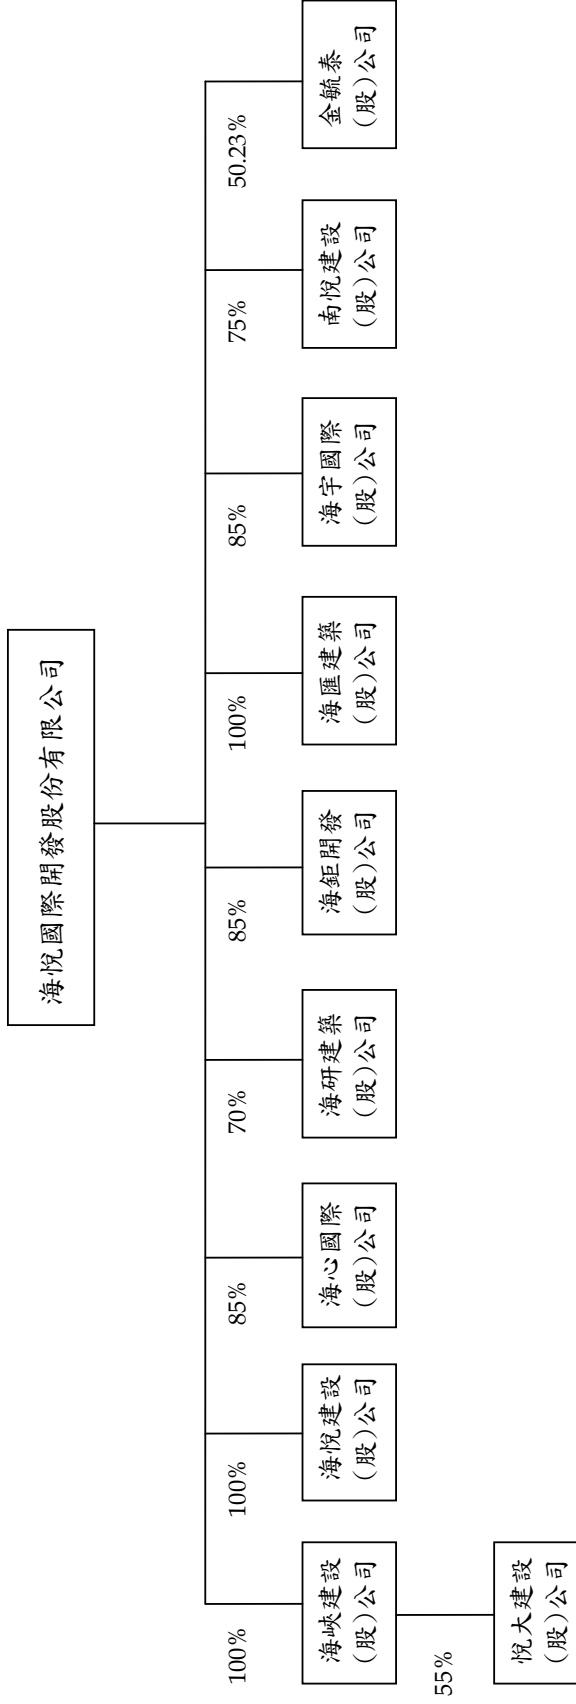 海悅國際開發股份有限公司
100%
100%
85%
70%
85%
100%
85%
75%
50.23%
海峽建設
(股)公司
海悅建設
(股)公司
海心國際
(股)公司
海研建築
(股)公司
海鉅開發
(股)公司
海匯建築
(股)公司
海宇國際
(股)公司
南悅建設
(股)公司
金毓泰
(股)公司
55%
悅大建設
(股)公司